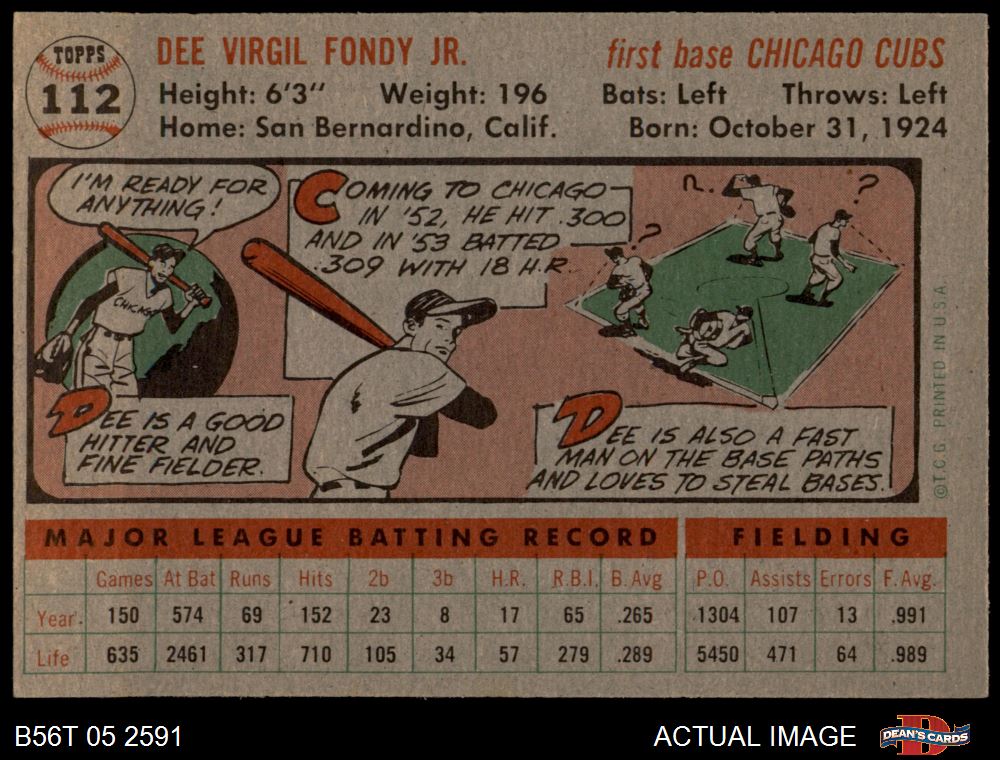 TOPPS
112
DEE VIRGIL FONDY JR.
first base CHICAGO CUBS
Height: 6'3"
Weight: 196
Bats: Left
Throws: Left
Home: San Bernardino, Calif.
Born: October 31, 1924
I'M READY FOR
ANYTHING!
CHICAGO
DEE IS A GOOD
HITTER AND
FINE FIELDER.
COMING TO CHICAGO
IN '52, HE HIT .300
AND IN '53 BATTED
.309 WITH 18 H.R.
?
?
?
DEE IS ALSO A FAST
MAN ON THE BASE PATHS
AND LOVES TO STEAL BASES.
© T.C.G. PRINTED IN U.S.A.
MAJOR LEAGUE BATTING RECORD
FIELDING
Games At Bat Runs Hits 2b 3b H.R. R.B.I. B. Avg P.O. Assists Errors F. Avg.
Year. 150 574 69 152 23 8 17 65 .265 1304 107 13 .991
Life 635 2461 317 710 105 34 57 279 .289 5450 471 64 .989
B56T 05 2591
ACTUAL IMAGE
D
DEAN'S CARDS